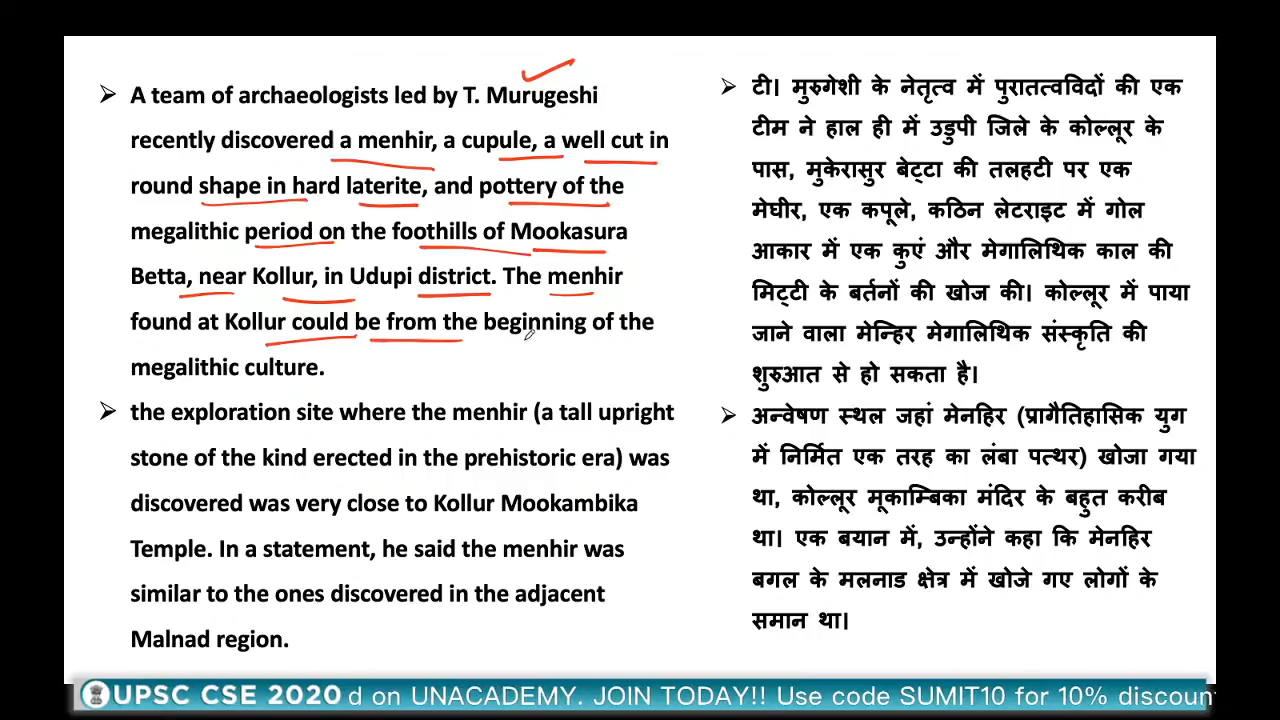 A team of archaeologists led by T. Murugeshi
recently discovered a menhir, a cupule, a well cut in
round shape in hard laterite, and pottery of the
megalithic period on the foothills of Mookasura
Betta, near Kollur, in Udupi district. The menhir
found at Kollur could be from the beginning of the
megalithic culture.
the exploration site where the menhir (a tall upright
stone of the kind erected in the prehistoric era) was
discovered was very close to Kollur Mookambika
Temple. In a statement, he said the menhir was
similar to the ones discovered in the adjacent
Malnad region.
टी। मुरुगेशी के नेतृत्व में पुरातत्वविदों की एक
टीम ने हाल ही में उडुपी जिले के कोल्लूर के
पास, मुकेरासुर बेट्टा की तलहटी पर एक
मेघीर, एक कपूले, कठिन लेटराइट में गोल
आकार में एक कुएं और मेगालिथिक काल की
मिट्टी के बर्तनों की खोज की। कोल्लूर में पाया
जाने वाला मेन्हिर मेगालिथिक संस्कृति की
शुरुआत से हो सकता है।
अन्वेषण स्थल जहां मेनहिर (प्रागैतिहासिक युग
में निर्मित एक तरह का लंबा पत्थर) खोजा गया
था, कोल्लूर मूकाम्बिका मंदिर के बहुत करीब
था। एक बयान में, उन्होंने कहा कि मेनहिर
बगल के मलनाड क्षेत्र में खोजे गए लोगों के
समान था।
UPSC CSE 2020 d on UNACADEMY. JOIN TODAY!! Use code SUMIT10 for 10% discoun